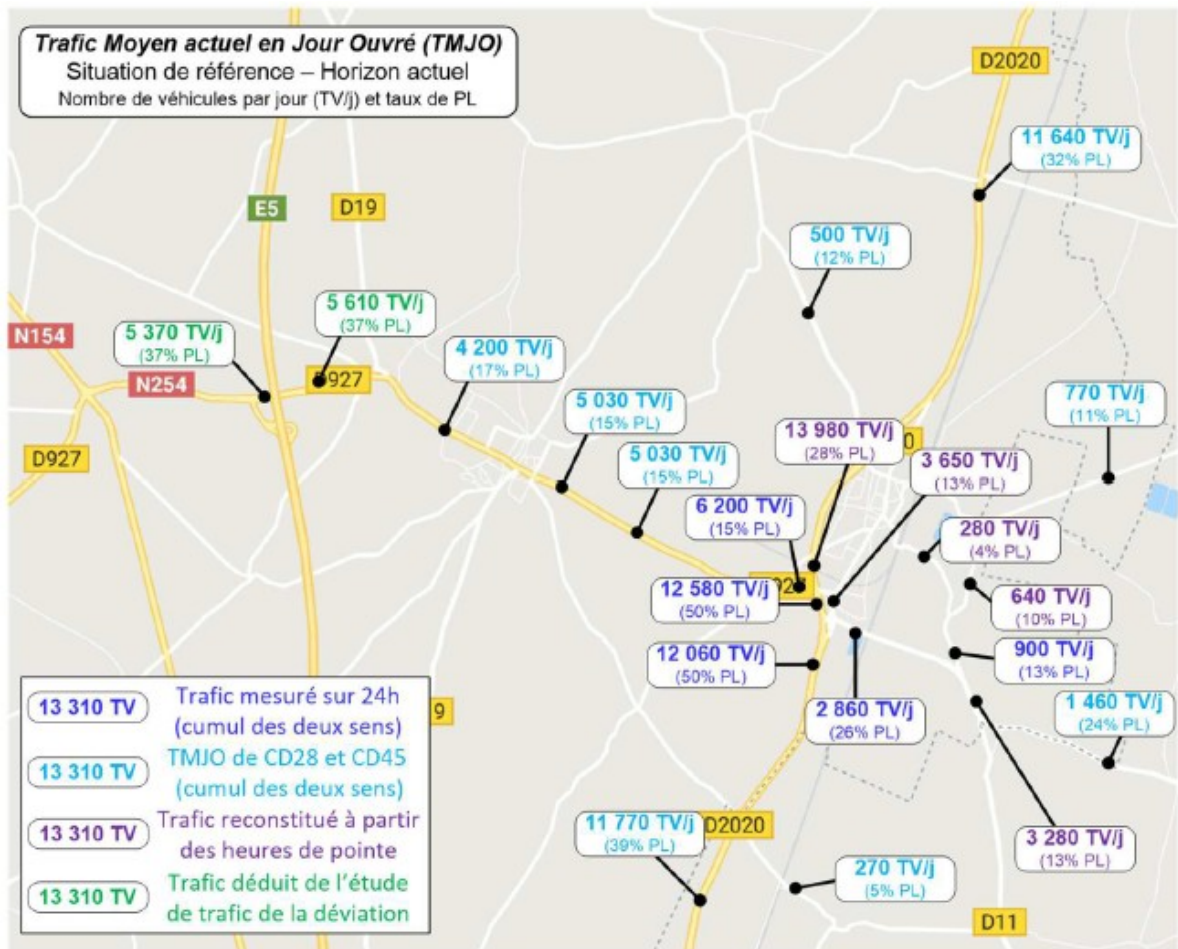 Trafic Moyen actuel en Jour Ouvré (TMJO)
Situation de référence – Horizon actuel
Nombre de véhicules par jour (TV/j) et taux de PL
D2020
11 640 TV/j
(32% PL)
E5
D19
500 TV/j
(12% PL)
5 610 TV/j
(37% PL)
N154
5 370 TV/j
(37% PL)
4 200 TV/j
(17% PL)
N254
D927
770 TV/j
(11% PL)
5 030 TV/j
(15% PL)
13 980 TV/j
(28% PL)
0
D927
5 030 TV/j
(15% PL)
3 650 TV/j
(13% PL)
6 200 TV/j
(15% PL)
280 TV/j
(4% PL)
927
12 580 TV/j
(50% PL)
640 TV/j
(10% PL)
12 060 TV/j
(50% PL)
900 TV/j
(13% PL)
2 860 TV/j
(26% PL)
1 460 TV/j
(24% PL)
9
13 310 TV
Trafic mesuré sur 24h
(cumul des deux sens)
13 310 TV
TMJO de CD28 et CD45
(cumul des deux sens)
13 310 TV
Trafic reconstitué à partir
des heures de pointe
13 310 TV
Trafic déduit de l'étude
de trafic de la déviation
11 770 TV/j
(39% PL)
D2020
3 280 TV/j
(13% PL)
270 TV/j
(5% PL)
D11